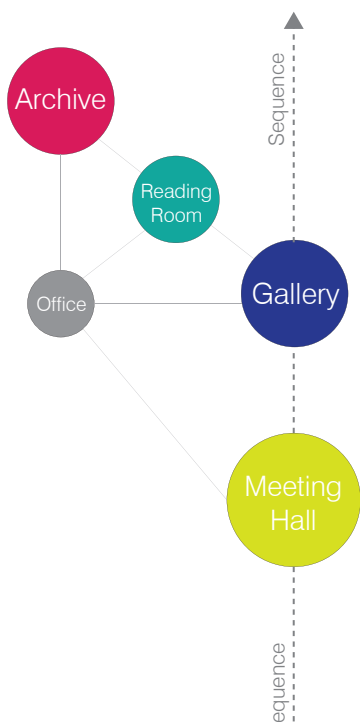 Sequence
Archive
Reading
Room
Office
Gallery
Meeting
Hall
equence